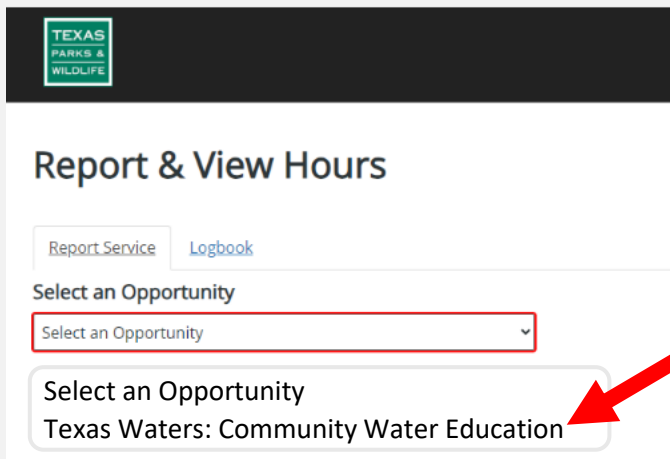 TEXAS
PARKS &
WILDLIFE
Report & View Hours
Report Service Logbook
Select an Opportunity
Select an Opportunity
Select an Opportunity
Texas Waters: Community Water Education